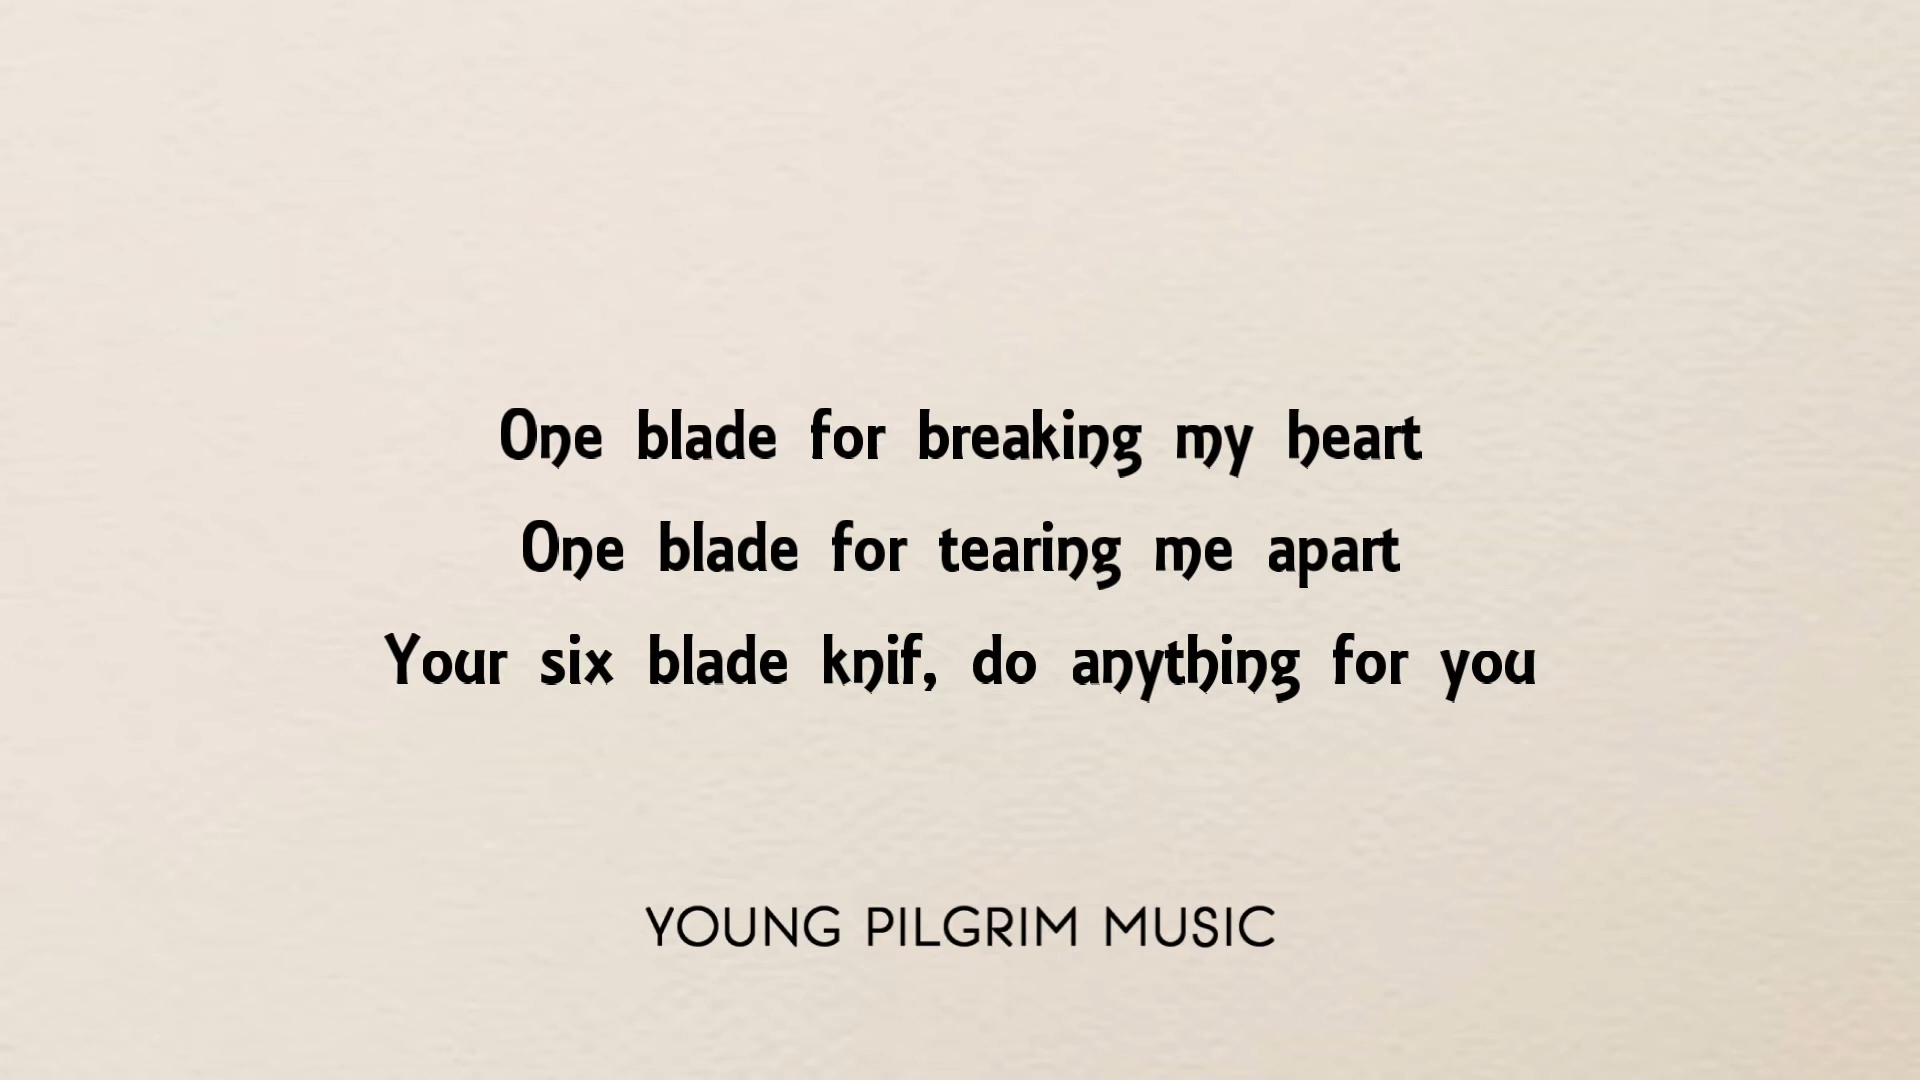 One blade for breaking my heart
One blade for tearing me apart
Your six blade knif, do anything for you
YOUNG PILGRIM MUSIC